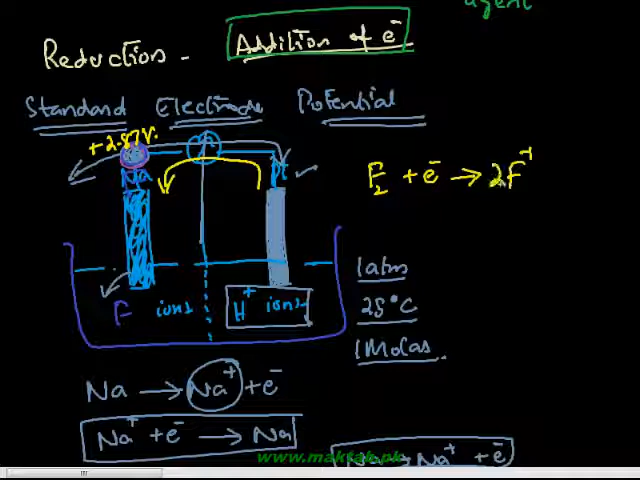 agent
Reduction - Addition of e⁻
Standard Electrode Potential
+2.87V.
Na
Pt
F₂ + e⁻ → 2F⁻¹
F ions
H⁺ ions
1atm
25°C
1Molar.
Na → Na⁺ + e⁻
Na⁺ + e⁻ → Na
Na → Na⁺ + e⁻
www.maktab.pk